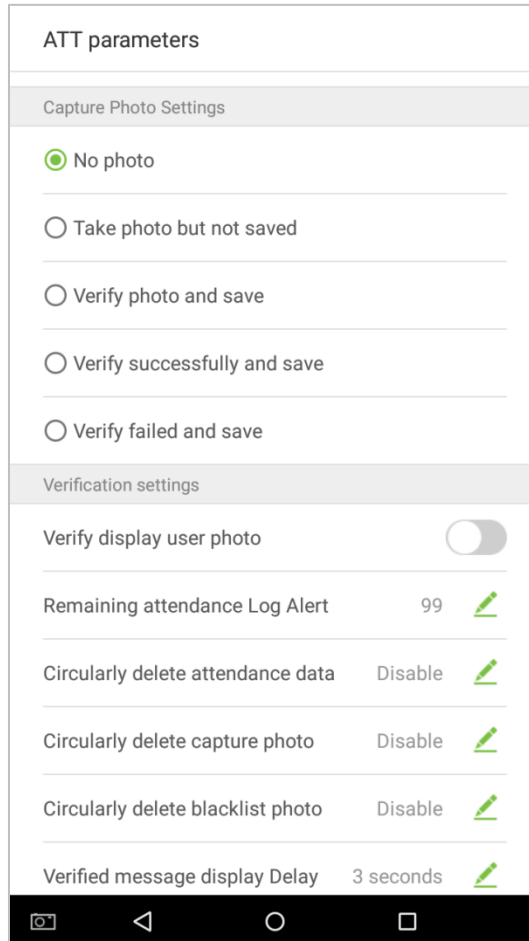 ATT parameters
Capture Photo Settings
No photo
Take photo but not saved
Verify photo and save
Verify successfully and save
Verify failed and save
Verification settings
Verify display user photo
Remaining attendance Log Alert 99
Circularly delete attendance data Disable
Circularly delete capture photo Disable
Circularly delete blacklist photo Disable
Verified message display Delay 3 seconds